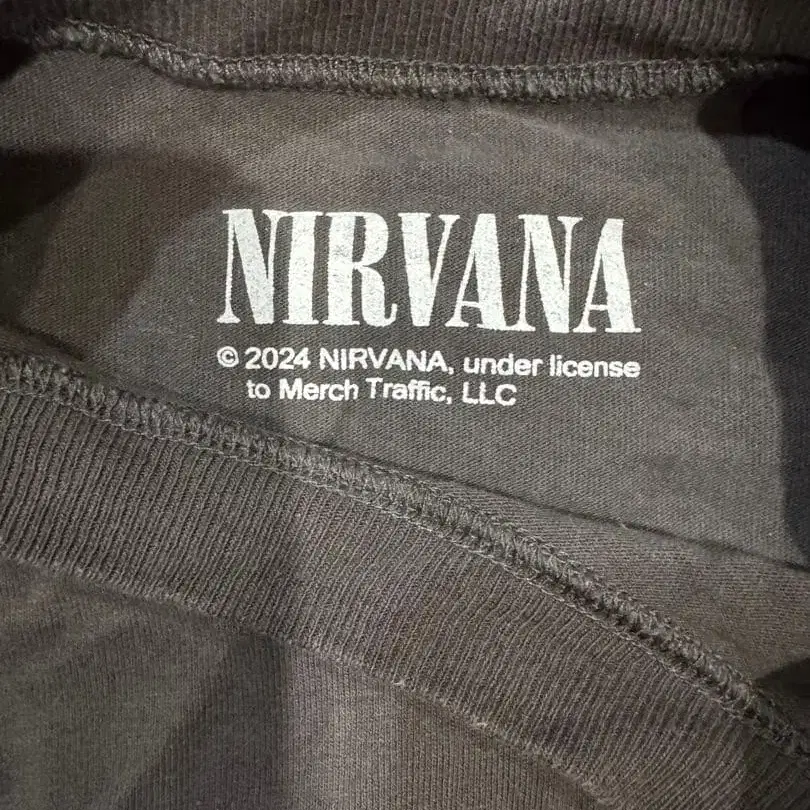 NIRVANA
© 2024 NIRVANA, under license
to Merch Traffic, LLC